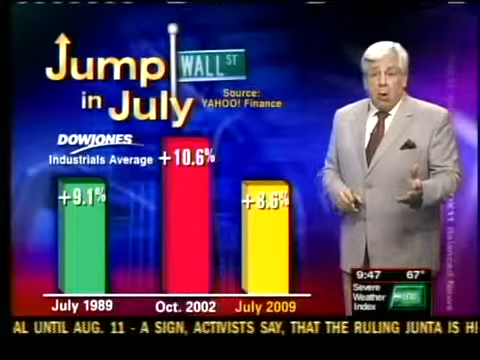 Jump
in July
WALL ST
Source:
YAHOO! Finance
DOWJONES
Industrials Average
+9.1%
+10.6%
+8.6%
July 1989
Oct. 2002
July 2009
9:47 67°
Severe
Weather
Index
AL UNTIL AUG. 11 - A SIGN, ACTIVISTS SAY, THAT THE RULING JUNTA IS HI